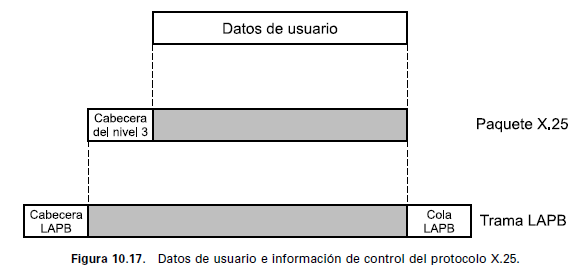 Datos de usuario
Cabecera
del nivel 3
Paquete X.25
Cabecera
LAPB
Cola
LAPB
Trama LAPB
Figura 10.17. Datos de usuario e información de control del protocolo X.25.